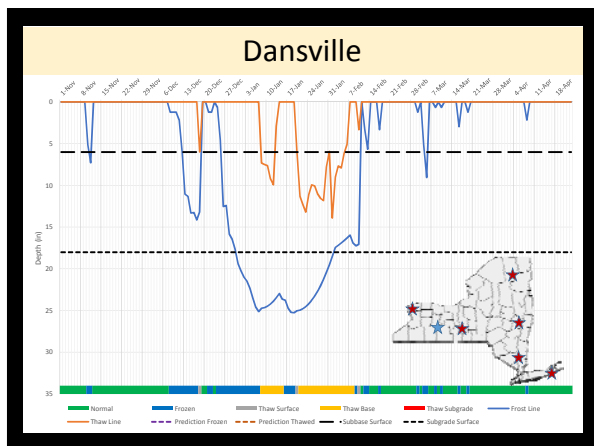 Dansville
1-Nov 8-Nov 15-Nov 22-Nov 29-Nov 6-Dec 13-Dec 20-Dec 27-Dec 3-Jan 10-Jan 17-Jan 24-Jan 31-Jan 7-Feb 14-Feb 21-Feb 28-Feb 7-Mar 14-Mar 21-Mar 28-Mar 4-Apr 11-Apr 18-Apr
0
5
10
15
20
25
30
35
Depth (in)
Normal Frozen Thaw Surface Thaw Base Thaw Subgrade Frost Line
Thaw Line Prediction Frozen Prediction Thawed Subbase Surface Subgrade Surface